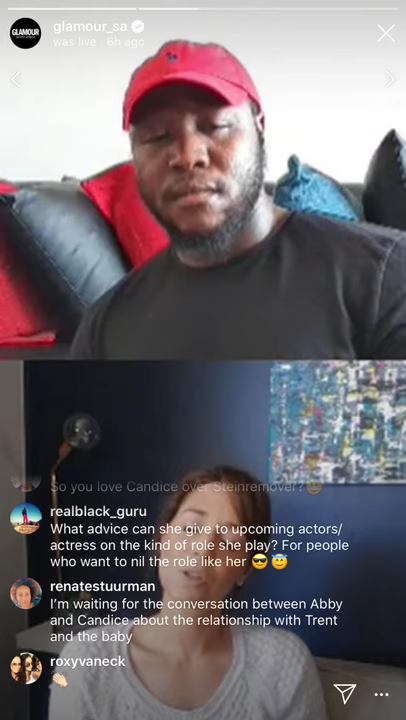 GLAMOUR
glamour_sa
was live · 6h ago
So you love Candice over Steinremover?😊
realblack_guru
What advice can she give to upcoming actors/
actress on the kind of role she play? For people
who want to nil the role like her 😎😇
renatestuurman
I'm waiting for the conversation between Abby
and Candice about the relationship with Trent
and the baby
roxyvaneck
👏🏻